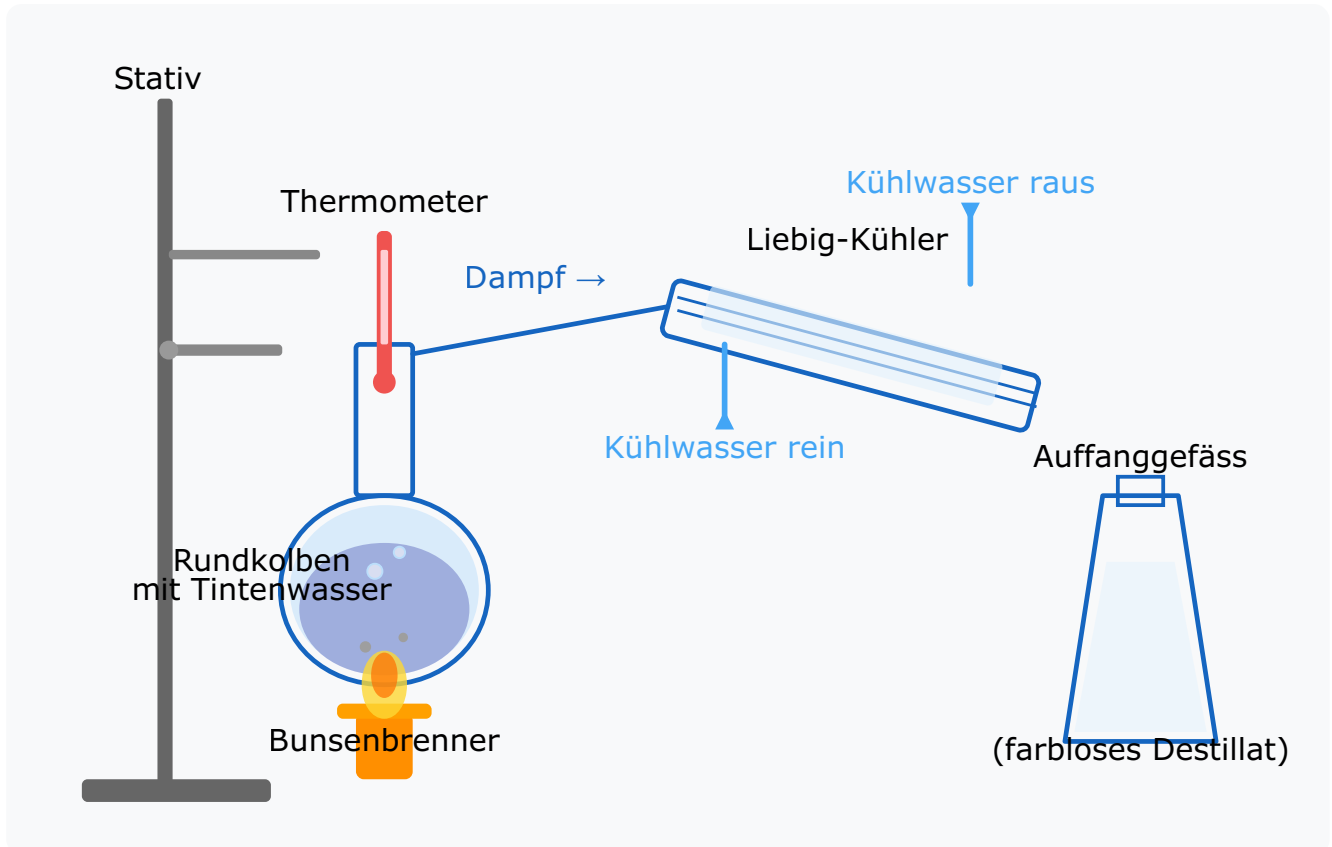 Stativ
Thermometer
Kühlwasser raus
Liebig-Kühler
Dampf →
Kühlwasser rein
Auffanggefäss
Rundkolben
mit Tintenwasser
Bunsenbrenner
(farbloses Destillat)